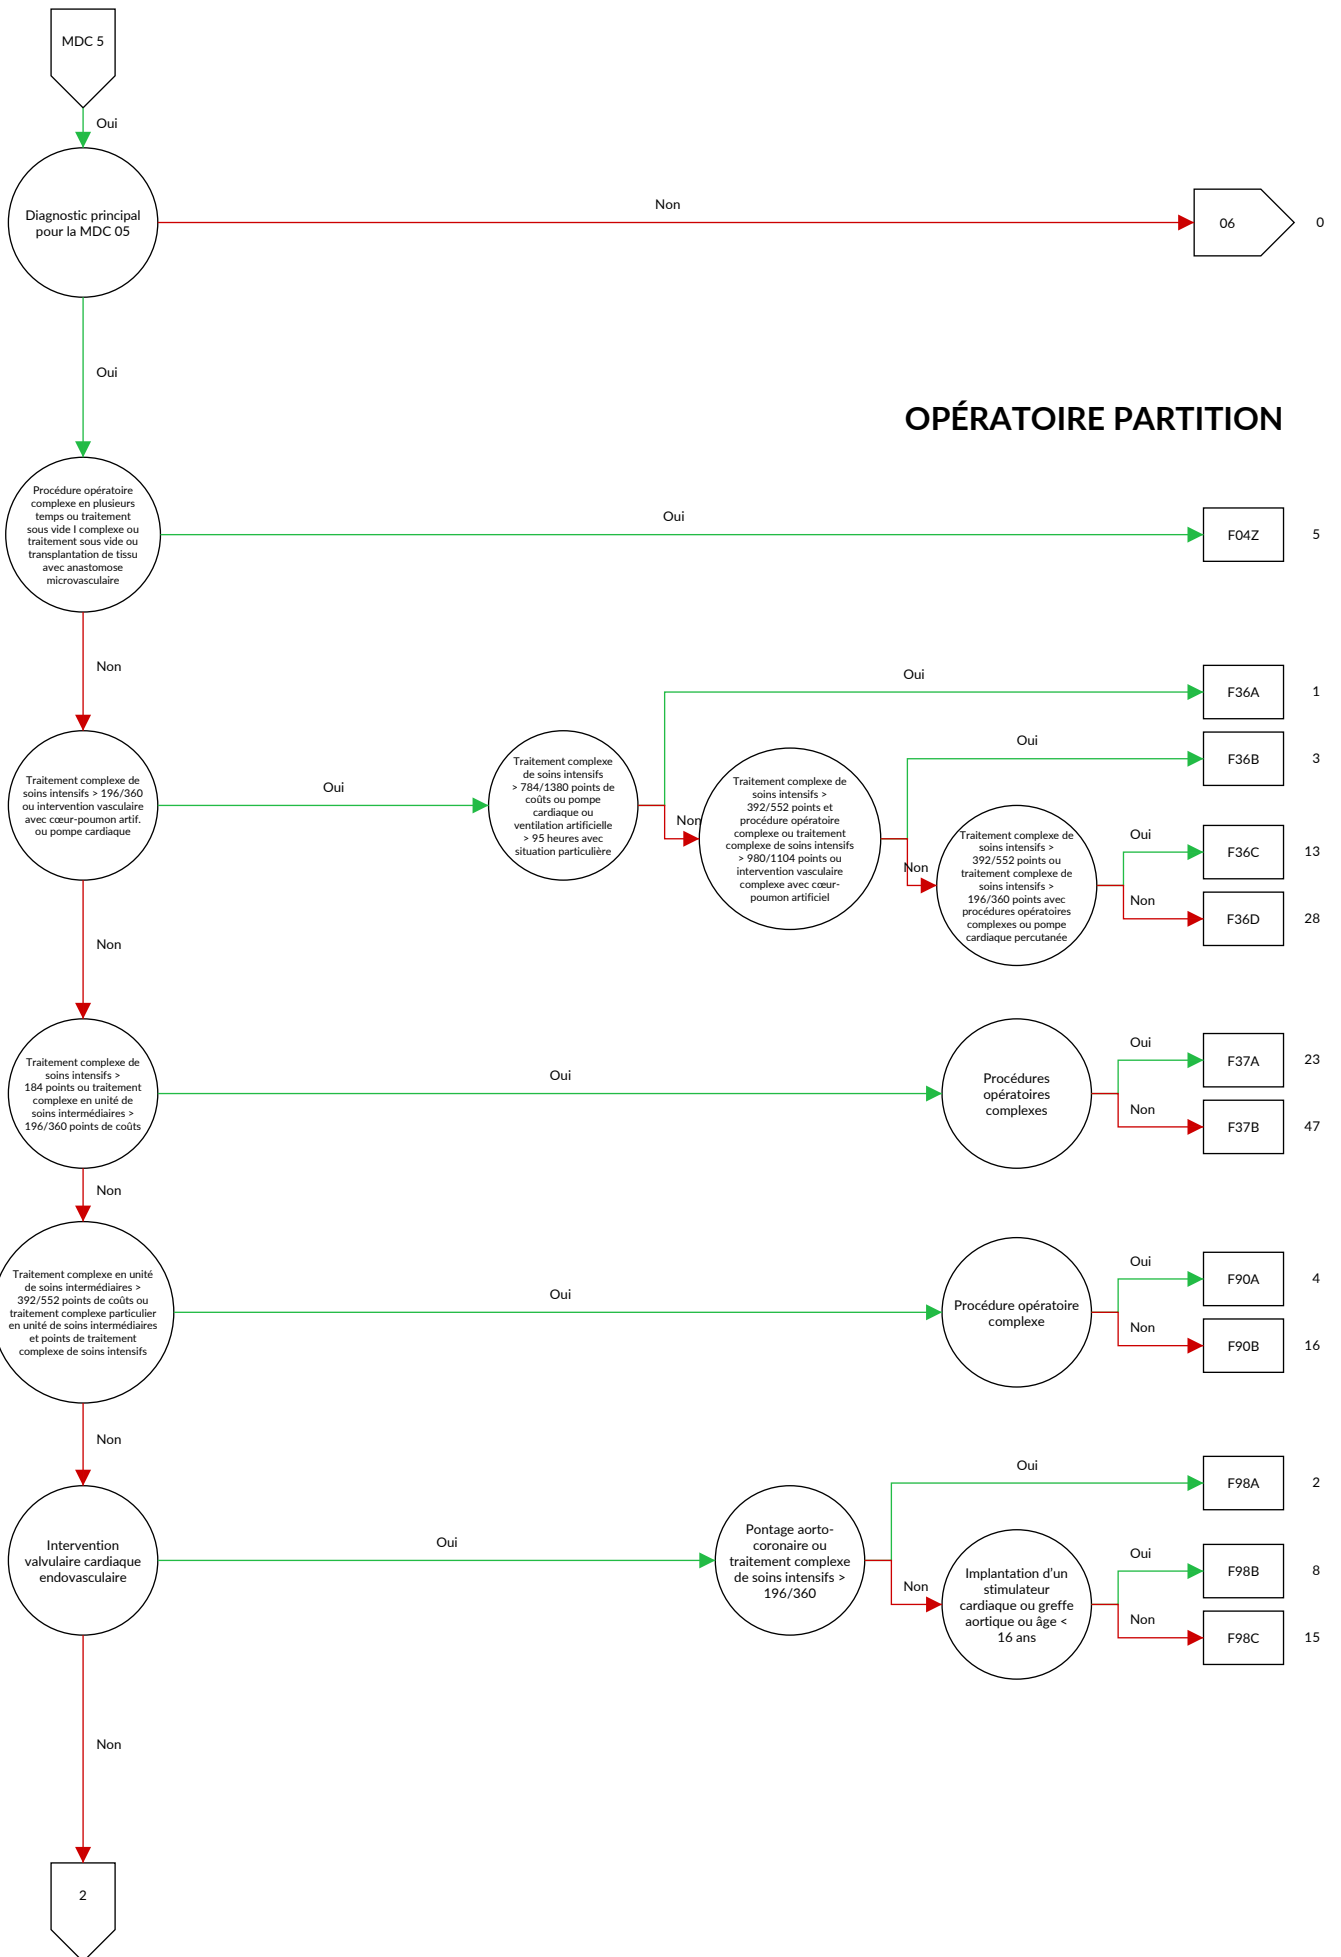 MDC 5
Oui
Diagnostic principal
pour la MDC 05
Non
06
0
Oui
OPÉRATOIRE PARTITION
Procédure opératoire
complexe en plusieurs
temps ou traitement
sous vide I complexe ou
traitement sous vide ou
transplantation de tissu
avec anastomose
microvasculaire
Oui
F04Z
5
Non
Traitement complexe de
soins intensifs > 196/360
ou intervention vasculaire
avec cœur-poumon artif.
ou pompe cardiaque
Oui
Traitement complexe
de soins intensifs
> 784/1380 points de
coûts ou pompe
cardiaque ou
ventilation artificielle
> 95 heures avec
situation particulière
Oui
F36A
1
Non
Traitement complexe de
soins intensifs >
392/552 points et
procédure opératoire
complexe ou traitement
complexe de soins intensifs
> 980/1104 points ou
intervention vasculaire
complexe avec cœur-
poumon artificiel
Oui
F36B
3
Non
Traitement complexe de
soins intensifs >
392/552 points ou
traitement complexe de
soins intensifs >
196/360 points avec
procédures opératoires
complexes ou pompe
cardiaque percutanée
Oui
F36C
13
Non
F36D
28
Non
Traitement complexe de
soins intensifs >
184 points ou traitement
complexe en unité de
soins intermédiaires >
196/360 points de coûts
Oui
Procédures
opératoires
complexes
Oui
F37A
23
Non
F37B
47
Non
Traitement complexe en unité
de soins intermédiaires >
392/552 points de coûts ou
traitement complexe particulier
en unité de soins intermédiaires
et points de traitement
complexe de soins intensifs
Oui
Procédure opératoire
complexe
Oui
F90A
4
Non
F90B
16
Non
Intervention
valvulaire cardiaque
endovasculaire
Oui
Pontage aorto-
coronaire ou
traitement complexe
de soins intensifs >
196/360
Oui
F98A
2
Non
Implantation d'un
stimulateur
cardiaque ou greffe
aortique ou âge <
16 ans
Oui
F98B
8
Non
F98C
15
Non
2